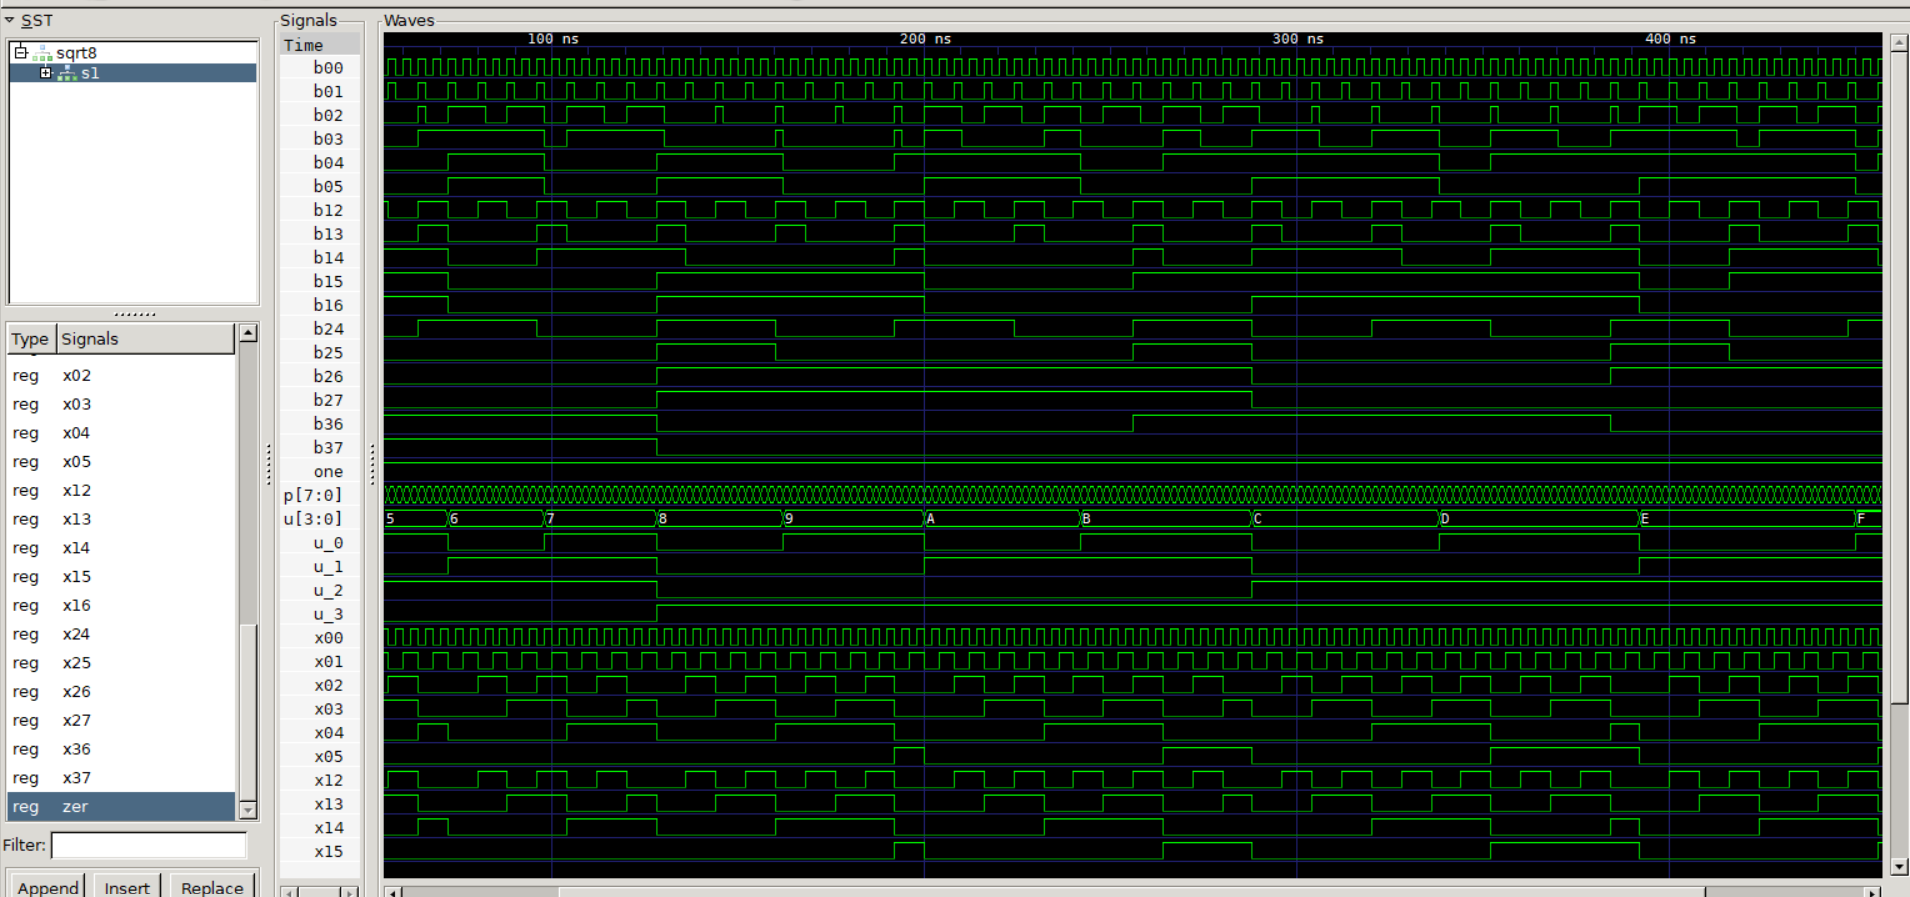 SST
sqrt8
s1
Type Signals
reg x02
reg x03
reg x04
reg x05
reg x12
reg x13
reg x14
reg x15
reg x16
reg x24
reg x25
reg x26
reg x27
reg x36
reg x37
reg zer
Filter:
Append Insert Replace
Signals
Time
b00
b01
b02
b03
b04
b05
b12
b13
b14
b15
b16
b24
b25
b26
b27
b36
b37
one
p[7:0]
u[3:0]
u_0
u_1
u_2
u_3
x00
x01
x02
x03
x04
x05
x12
x13
x14
x15
Waves
100 ns 200 ns 300 ns 400 ns
5 6 7 8 9 A B C D E F